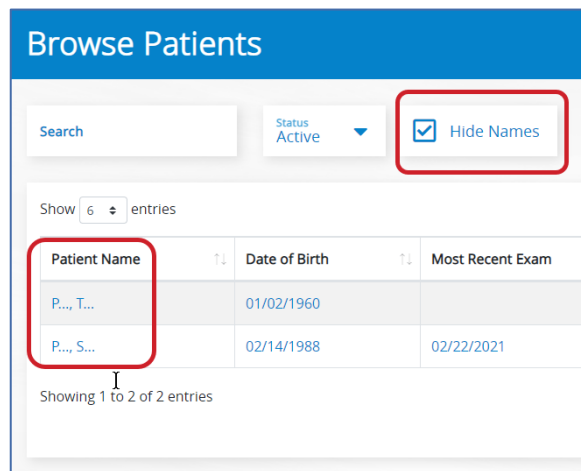 Browse Patients
Search
Status
Active
Hide Names
Show 6 entries
Patient Name Date of Birth Most Recent Exam
P..., T... 01/02/1960
P..., S... 02/14/1988 02/22/2021
Showing 1 to 2 of 2 entries